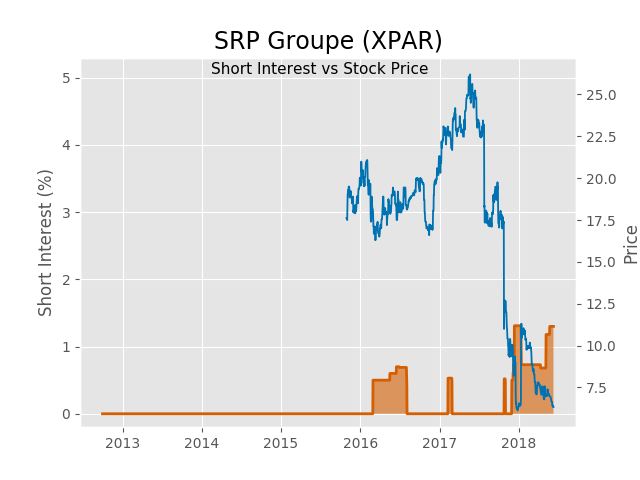 SRP Groupe (XPAR)
Short Interest vs Stock Price
Short Interest (%)
5
4
3
2
1
0
25.0
22.5
20.0
17.5
15.0
12.5
10.0
7.5
Price
2013 2014 2015 2016 2017 2018